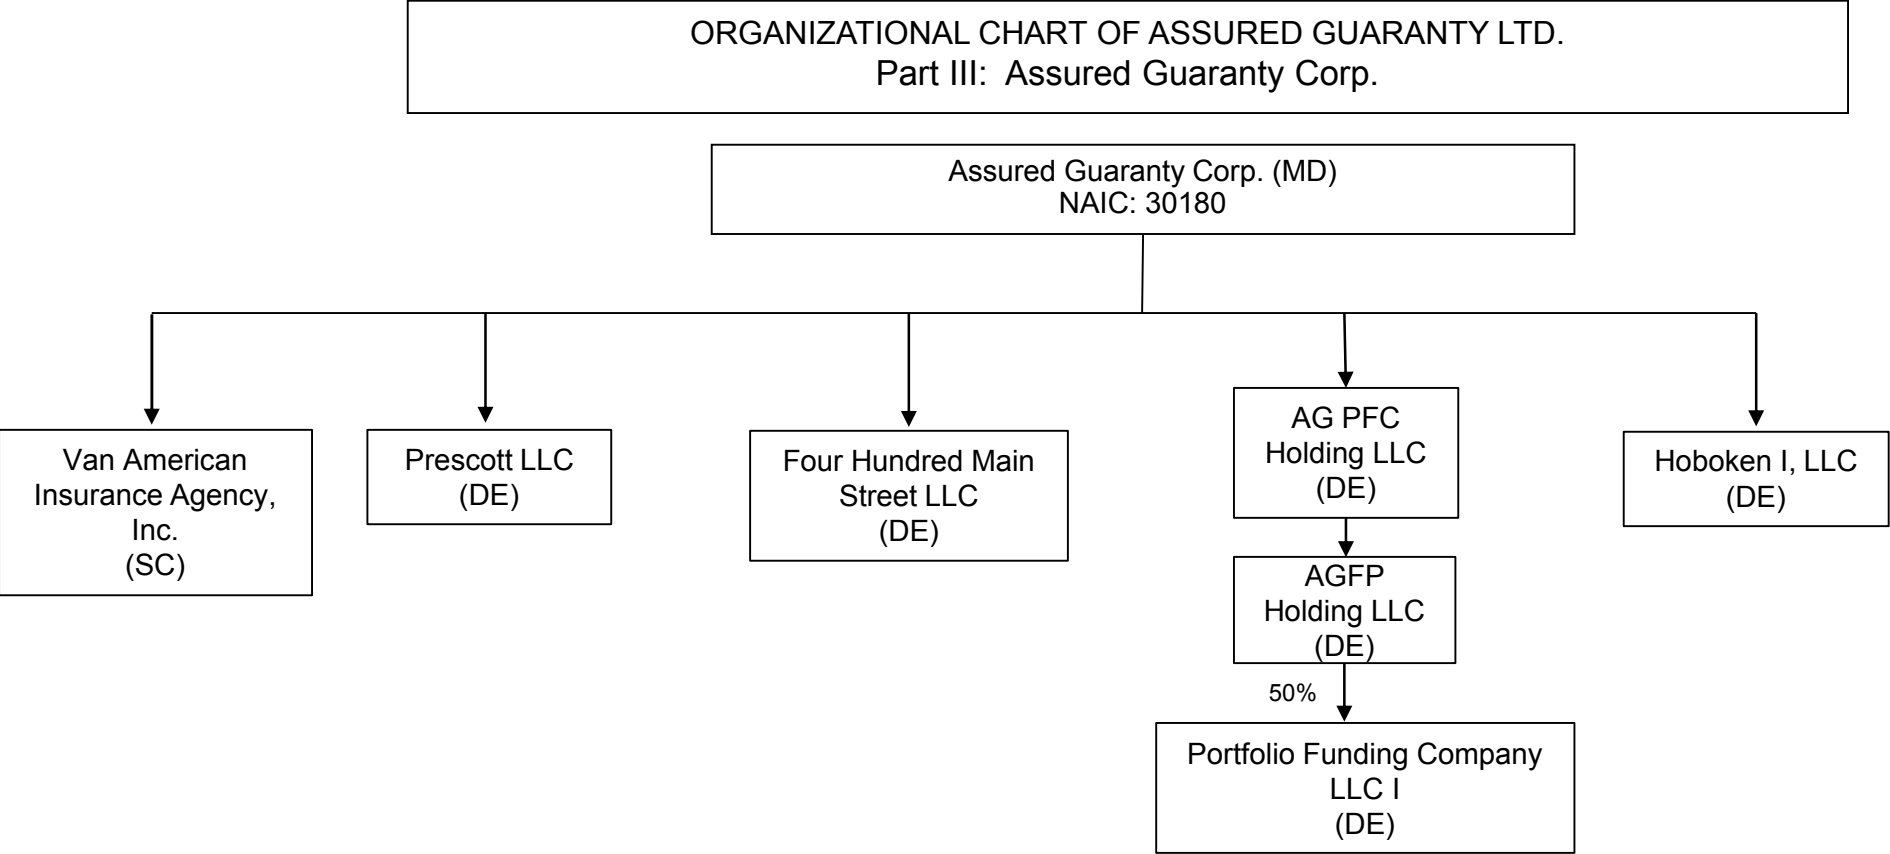 ORGANIZATIONAL CHART OF ASSURED GUARANTY LTD.
Part III: Assured Guaranty Corp.
Assured Guaranty Corp. (MD)
NAIC: 30180
Van American
Insurance Agency,
Inc.
(SC)
Prescott LLC
(DE)
Four Hundred Main
Street LLC
(DE)
AG PFC
Holding LLC
(DE)
Hoboken I, LLC
(DE)
AGFP
Holding LLC
(DE)
50%
Portfolio Funding Company
LLC I
(DE)